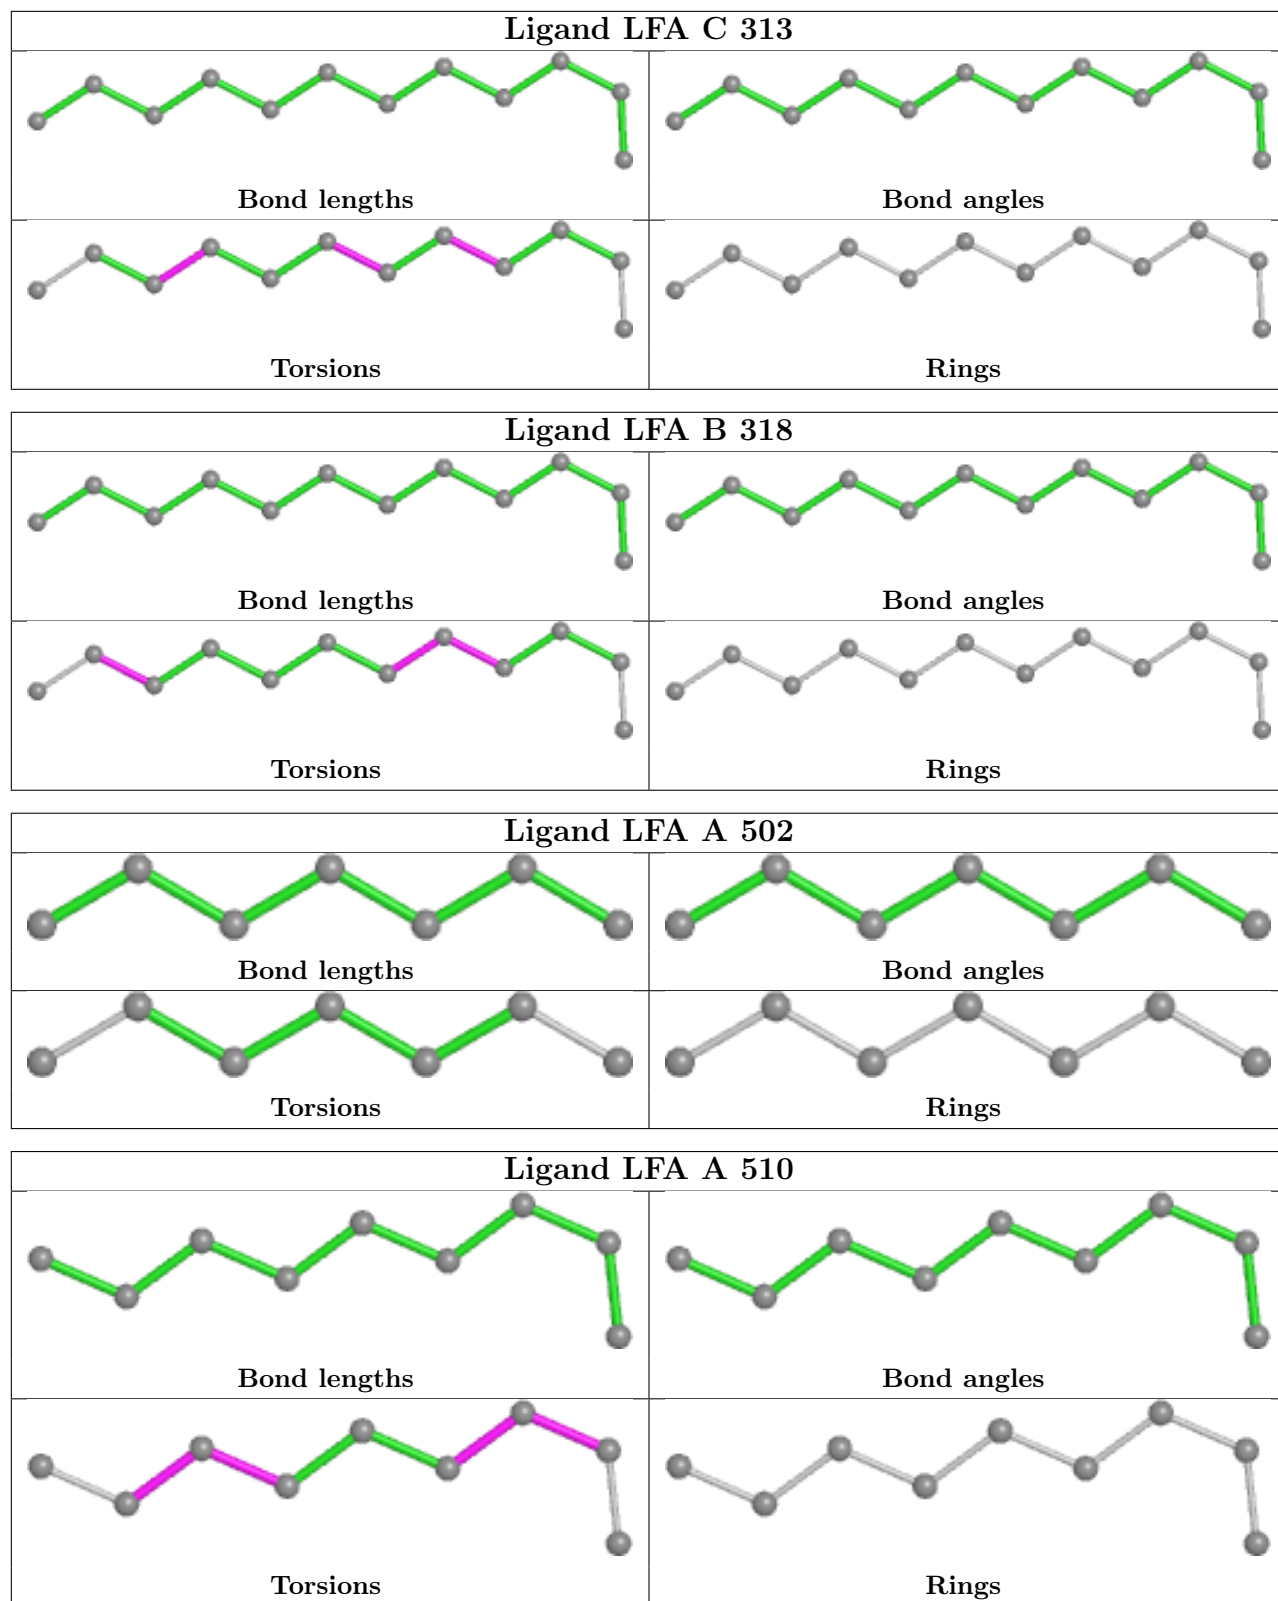 Ligand LFA C 313
Bond lengths
Bond angles
Torsions
Rings
Ligand LFA B 318
Bond lengths
Bond angles
Torsions
Rings
Ligand LFA A 502
Bond lengths
Bond angles
Torsions
Rings
Ligand LFA A 510
Bond lengths
Bond angles
Torsions
Rings